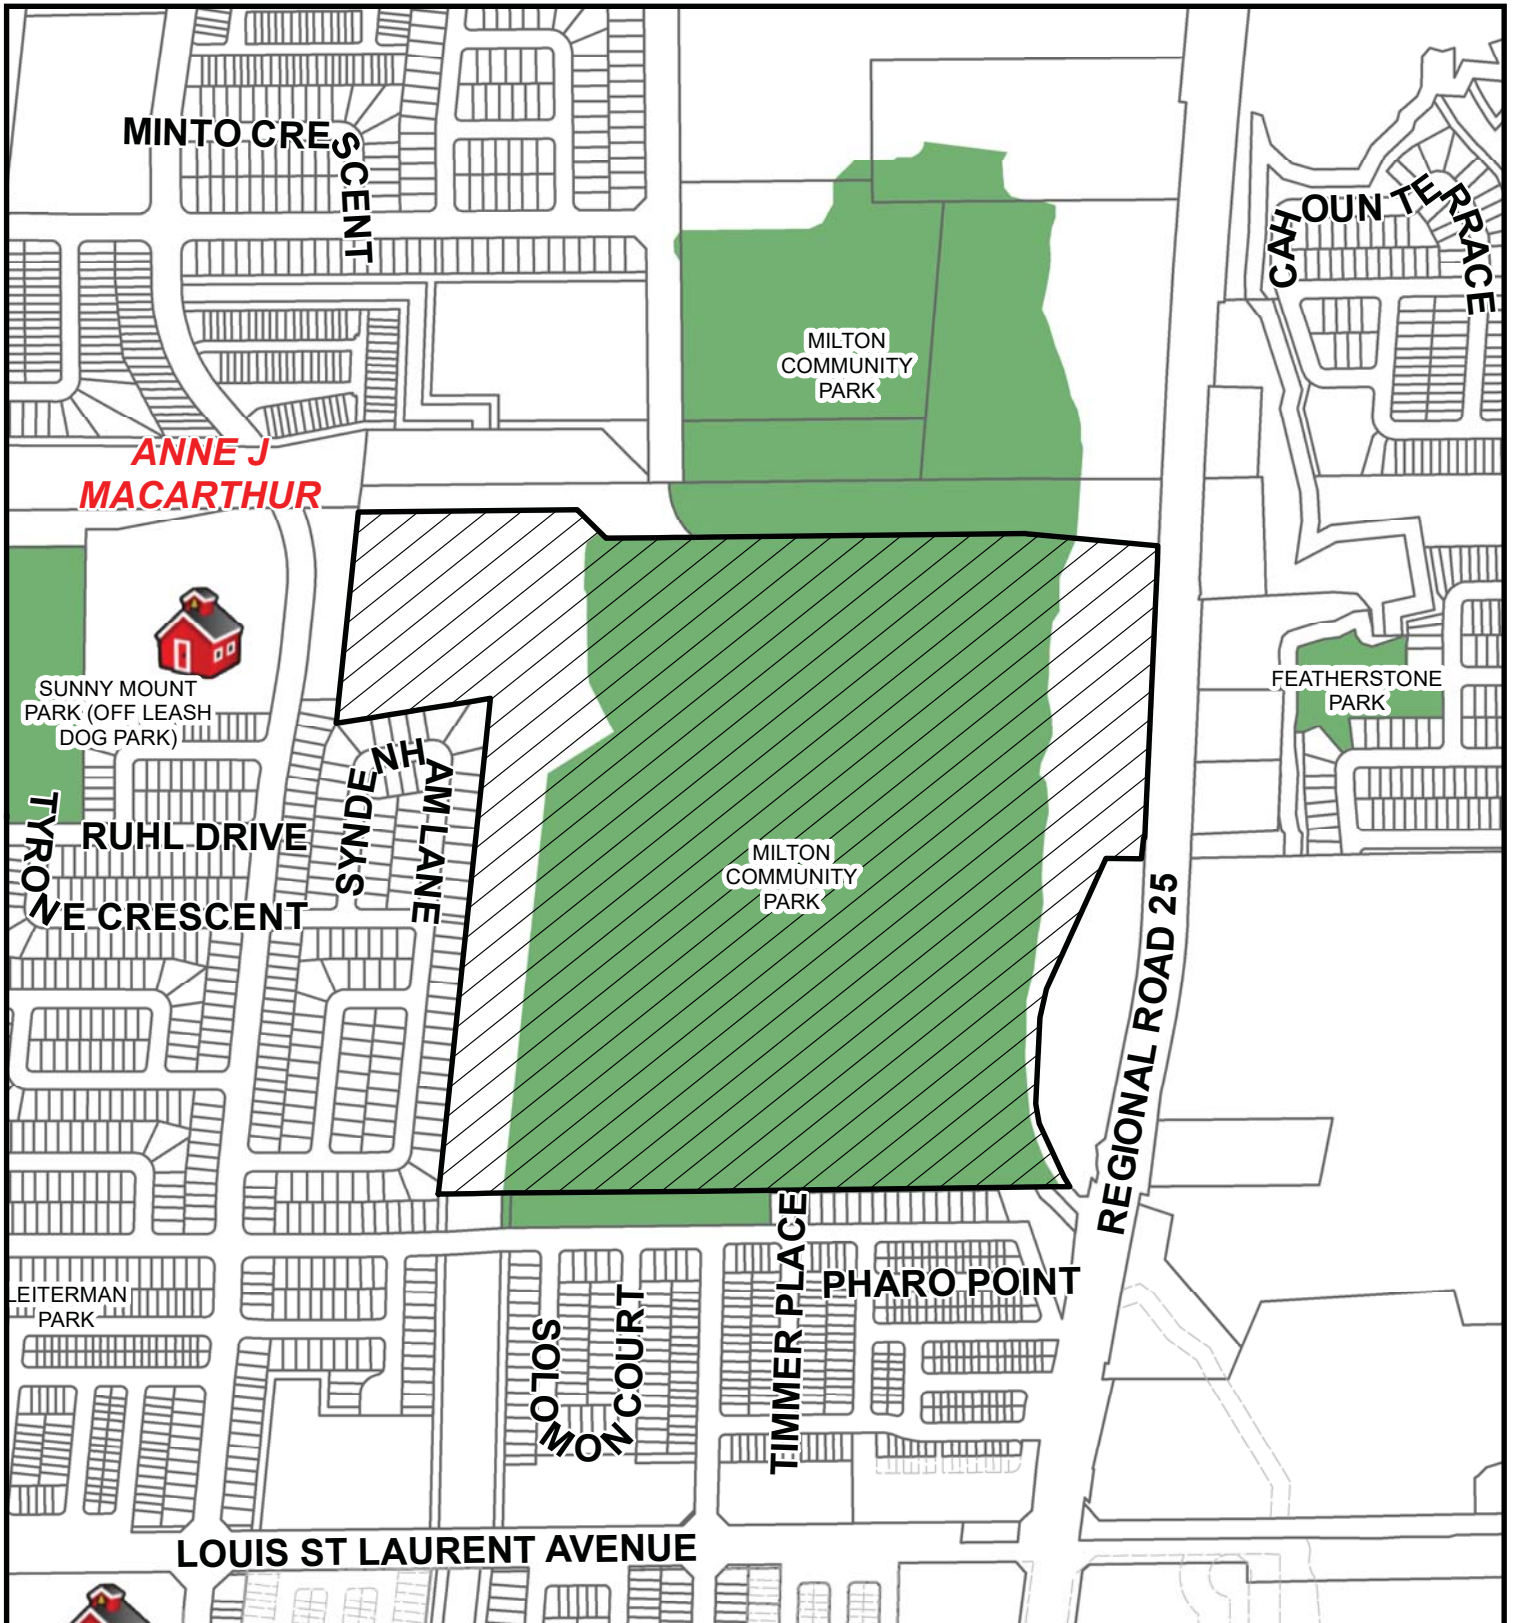 MINTO CRESCENT
CAHOUN TERRACE
MILTON
COMMUNITY
PARK
ANNE J
MACARTHUR
SUNNY MOUNT
PARK (OFF LEASH
DOG PARK)
FEATHERSTONE
PARK
SYNDENHAM LANE
TYRONE CRESCENT
RUHL DRIVE
MILTON
COMMUNITY
PARK
REGIONAL ROAD 25
LEITERMAN
PARK
SOLOMON COURT
TIMMER PLACE
PHARO POINT
LOUIS ST LAURENT AVENUE